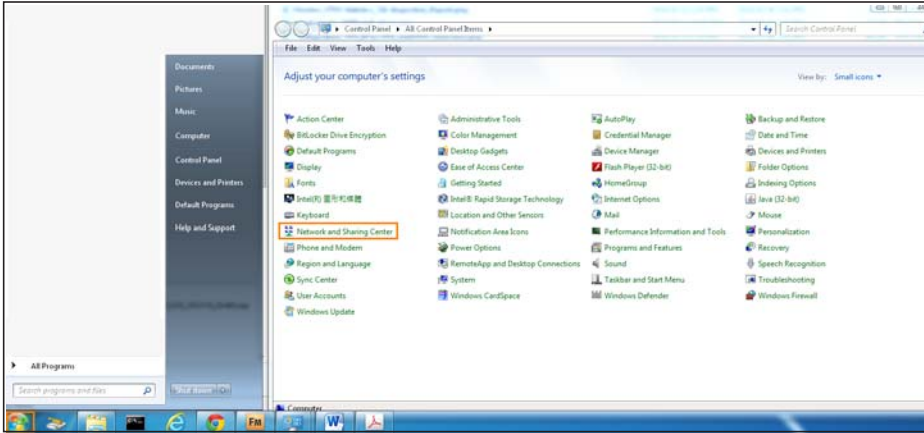 Control Panel ▸ All Control Panel Items ▸
Search Control Panel
File Edit View Tools Help
Adjust your computer's settings
View by: Small icons
Action Center
Administrative Tools
AutoPlay
Backup and Restore
BitLocker Drive Encryption
Color Management
Credential Manager
Date and Time
Default Programs
Desktop Gadgets
Device Manager
Devices and Printers
Display
Ease of Access Center
Flash Player (32-bit)
Folder Options
Fonts
Getting Started
HomeGroup
Indexing Options
Intel(R) 圖形和媒體
Intel® Rapid Storage Technology
Internet Options
Java (32-bit)
Keyboard
Location and Other Sensors
Mail
Mouse
Network and Sharing Center
Notification Area Icons
Performance Information and Tools
Personalization
Phone and Modem
Power Options
Programs and Features
Recovery
Region and Language
RemoteApp and Desktop Connections
Sound
Speech Recognition
Sync Center
System
Taskbar and Start Menu
Troubleshooting
User Accounts
Windows CardSpace
Windows Defender
Windows Firewall
Windows Update
Documents
Pictures
Music
Computer
Control Panel
Devices and Printers
Default Programs
Help and Support
All Programs
Search programs and files
Computer
FM
W